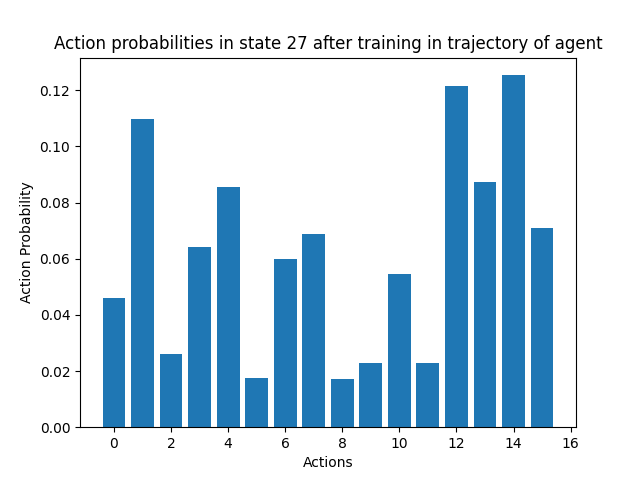 Action probabilities in state 27 after training in trajectory of agent
0.12
0.10
0.08
0.06
0.04
0.02
0.00
Action Probability
0 2 4 6 8 10 12 14 16
Actions